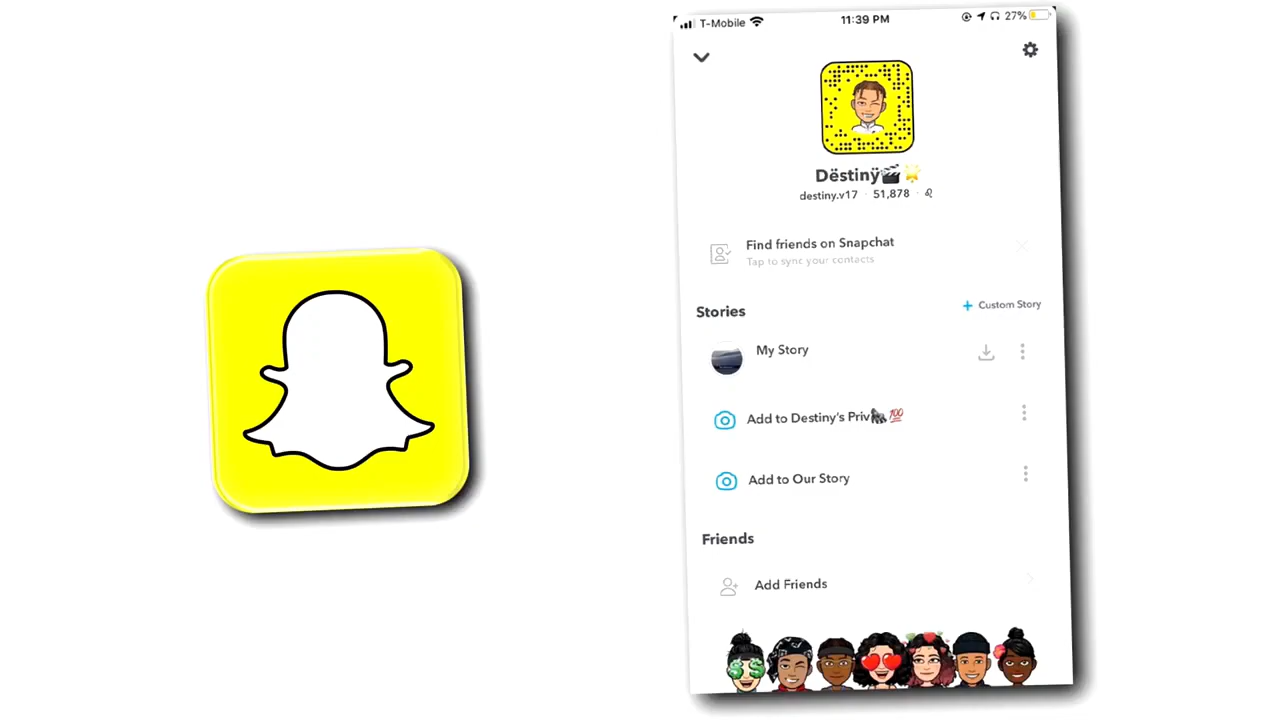 T-Mobile 11:39 PM 27%
Dëstinÿ🎬🌟
destiny.v17 · 51,878 · ♌
Find friends on Snapchat
Tap to sync your contacts
Stories + Custom Story
My Story
Add to Destiny's Priv🦍💯
Add to Our Story
Friends
Add Friends